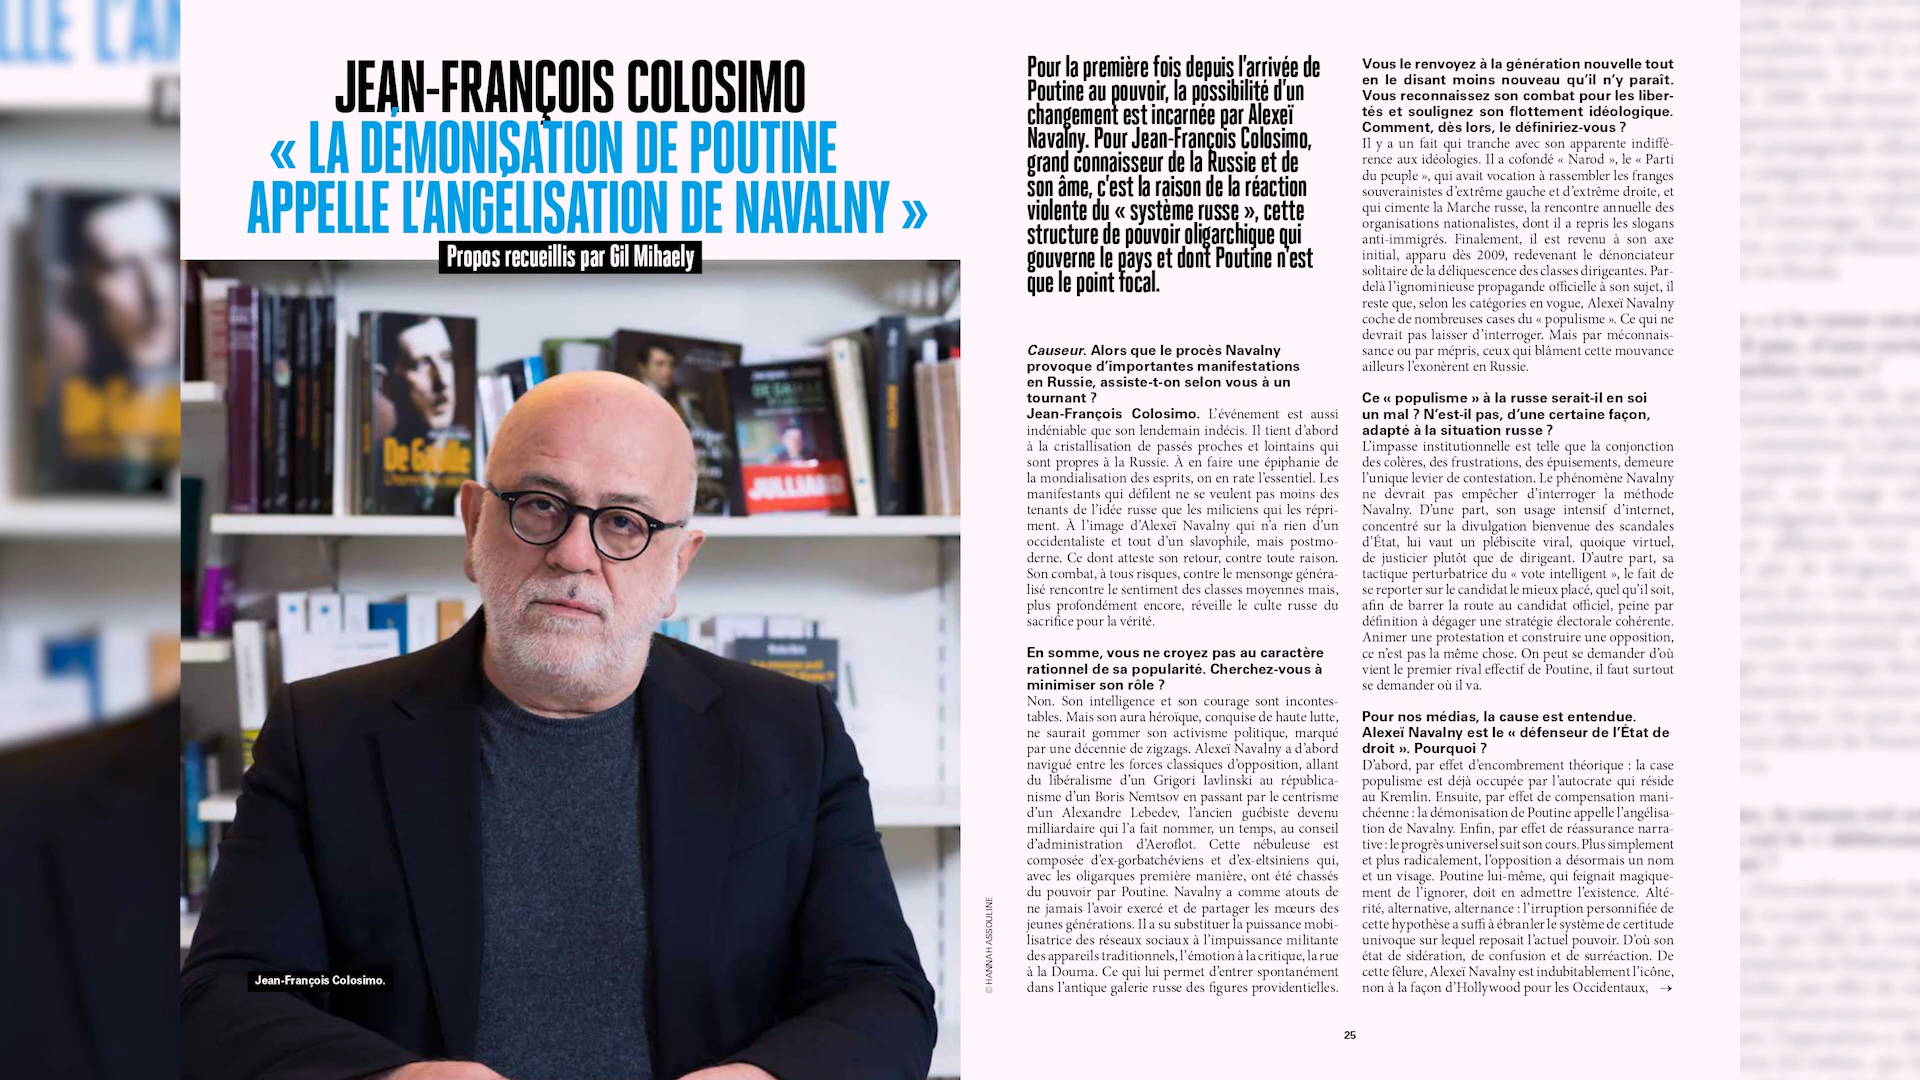 JEAN-FRANÇOIS COLOSIMO
« LA DÉMONISATION DE POUTINE
APPELLE L'ANGÉLISATION DE NAVALNY »
Propos recueillis par Gil Mihaely
De Gaulle
JULLIARD
Jean-François Colosimo.
© HANNAH ASSOULINE
Pour la première fois depuis l'arrivée de
Poutine au pouvoir, la possibilité d'un
changement est incarnée par Alexeï
Navalny. Pour Jean-François Colosimo,
grand connaisseur de la Russie et de
son âme, c'est la raison de la réaction
violente du « système russe », cette
structure de pouvoir oligarchique qui
gouverne le pays et dont Poutine n'est
que le point focal.
Causeur. Alors que le procès Navalny
provoque d'importantes manifestations
en Russie, assiste-t-on selon vous à un
tournant ?
Jean-François Colosimo. L'événement est aussi
indéniable que son lendemain indécis. Il tient d'abord
à la cristallisation de passés proches et lointains qui
sont propres à la Russie. À en faire une épiphanie de
la mondialisation des esprits, on en rate l'essentiel. Les
manifestants qui défilent ne se veulent pas moins des
tenants de l'idée russe que les miliciens qui les répri-
ment. À l'image d'Alexeï Navalny qui n'a rien d'un
occidentaliste et tout d'un slavophile, mais postmo-
derne. Ce dont atteste son retour, contre toute raison.
Son combat, à tous risques, contre le mensonge généra-
lisé rencontre le sentiment des classes moyennes mais,
plus profondément encore, réveille le culte russe du
sacrifice pour la vérité.
En somme, vous ne croyez pas au caractère
rationnel de sa popularité. Cherchez-vous à
minimiser son rôle ?
Non. Son intelligence et son courage sont incontes-
tables. Mais son aura héroïque, conquise de haute lutte,
ne saurait gommer son activisme politique, marqué
par une décennie de zigzags. Alexeï Navalny a d'abord
navigué entre les forces classiques d'opposition, allant
du libéralisme d'un Grigori Iavlinski au républica-
nisme d'un Boris Nemtsov en passant par le centrisme
d'un Alexandre Lebedev, l'ancien guébiste devenu
milliardaire qui l'a fait nommer, un temps, au conseil
d'administration d'Aeroflot. Cette nébuleuse est
composée d'ex-gorbatchéviens et d'ex-eltsiniens qui,
avec les oligarques première manière, ont été chassés
du pouvoir par Poutine. Navalny a comme atouts de
ne jamais l'avoir exercé et de partager les mœurs des
jeunes générations. Il a su substituer la puissance mobi-
lisatrice des réseaux sociaux à l'impuissance militante
des appareils traditionnels, l'émotion à la critique, la rue
à la Douma. Ce qui lui permet d'entrer spontanément
dans l'antique galerie russe des figures providentielles.
Vous le renvoyez à la génération nouvelle tout
en le disant moins nouveau qu'il n'y paraît.
Vous reconnaissez son combat pour les liber-
tés et soulignez son flottement idéologique.
Comment, dès lors, le définiriez-vous ?
Il y a un fait qui tranche avec son apparente indiffé-
rence aux idéologies. Il a cofondé « Narod », le « Parti
du peuple », qui avait vocation à rassembler les franges
souverainistes d'extrême gauche et d'extrême droite, et
qui cimente la Marche russe, la rencontre annuelle des
organisations nationalistes, dont il a repris les slogans
anti-immigrés. Finalement, il est revenu à son axe
initial, apparu dès 2009, redevenant le dénonciateur
solitaire de la déliquescence des classes dirigeantes. Par-
delà l'ignominieuse propagande officielle à son sujet, il
reste que, selon les catégories en vogue, Alexeï Navalny
coche de nombreuses cases du « populisme ». Ce qui ne
devrait pas laisser d'interroger. Mais par méconnais-
sance ou par mépris, ceux qui blâment cette mouvance
ailleurs l'exonèrent en Russie.
Ce « populisme » à la russe serait-il en soi
un mal ? N'est-il pas, d'une certaine façon,
adapté à la situation russe ?
L'impasse institutionnelle est telle que la conjonction
des colères, des frustrations, des épuisements, demeure
l'unique levier de contestation. Le phénomène Navalny
ne devrait pas empêcher d'interroger la méthode
Navalny. D'une part, son usage intensif d'internet,
concentré sur la divulgation bienvenue des scandales
d'État, lui vaut un plébiscite viral, quoique virtuel,
de justicier plutôt que de dirigeant. D'autre part, sa
tactique perturbatrice du « vote intelligent », le fait de
se reporter sur le candidat le mieux placé, quel qu'il soit,
afin de barrer la route au candidat officiel, peine par
définition à dégager une stratégie électorale cohérente.
Animer une protestation et construire une opposition,
ce n'est pas la même chose. On peut se demander d'où
vient le premier rival effectif de Poutine, il faut surtout
se demander où il va.
Pour nos médias, la cause est entendue.
Alexeï Navalny est le « défenseur de l'État de
droit ». Pourquoi ?
D'abord, par effet d'encombrement théorique : la case
populisme est déjà occupée par l'autocrate qui réside
au Kremlin. Ensuite, par effet de compensation mani-
chéenne : la démonisation de Poutine appelle l'angélisa-
tion de Navalny. Enfin, par effet de réassurance narra-
tive : le progrès universel suit son cours. Plus simplement
et plus radicalement, l'opposition a désormais un nom
et un visage. Poutine lui-même, qui feignait magique-
ment de l'ignorer, doit en admettre l'existence. Alté-
rité, alternative, alternance : l'irruption personnifiée de
cette hypothèse a suffi à ébranler le système de certitude
univoque sur lequel reposait l'actuel pouvoir. D'où son
état de sidération, de confusion et de surréaction. De
cette fêlure, Alexeï Navalny est indubitablement l'icône,
non à la façon d'Hollywood pour les Occidentaux, →
25